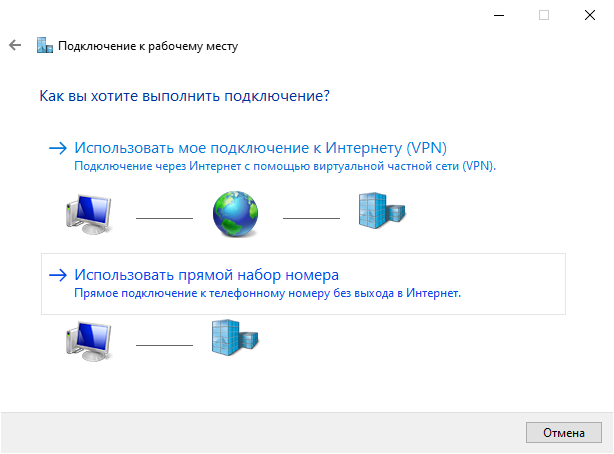 Подключение к рабочему месту
Как вы хотите выполнить подключение?
Использовать мое подключение к Интернету (VPN)
Подключение через Интернет с помощью виртуальной частной сети (VPN).
Использовать прямой набор номера
Прямое подключение к телефонному номеру без выхода в Интернет.
Отмена